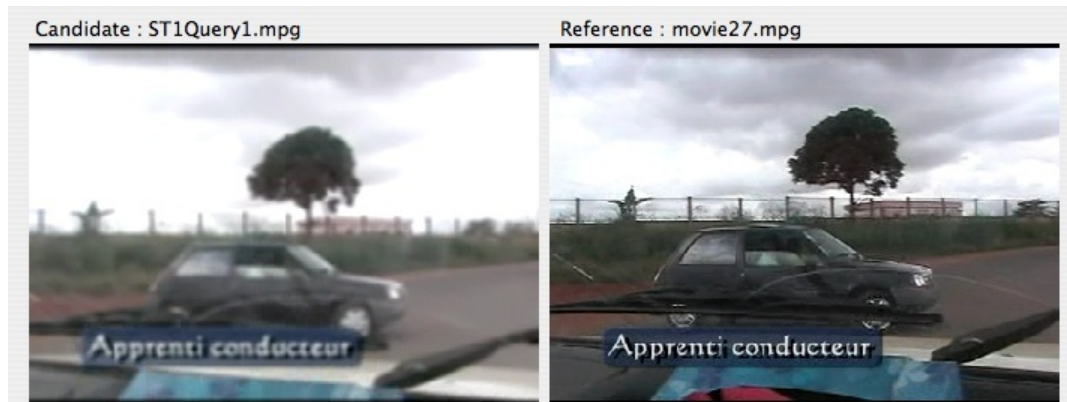 Candidate : ST1Query1.mpg
Reference : movie27.mpg
Apprenti conducteur
Apprenti conducteur